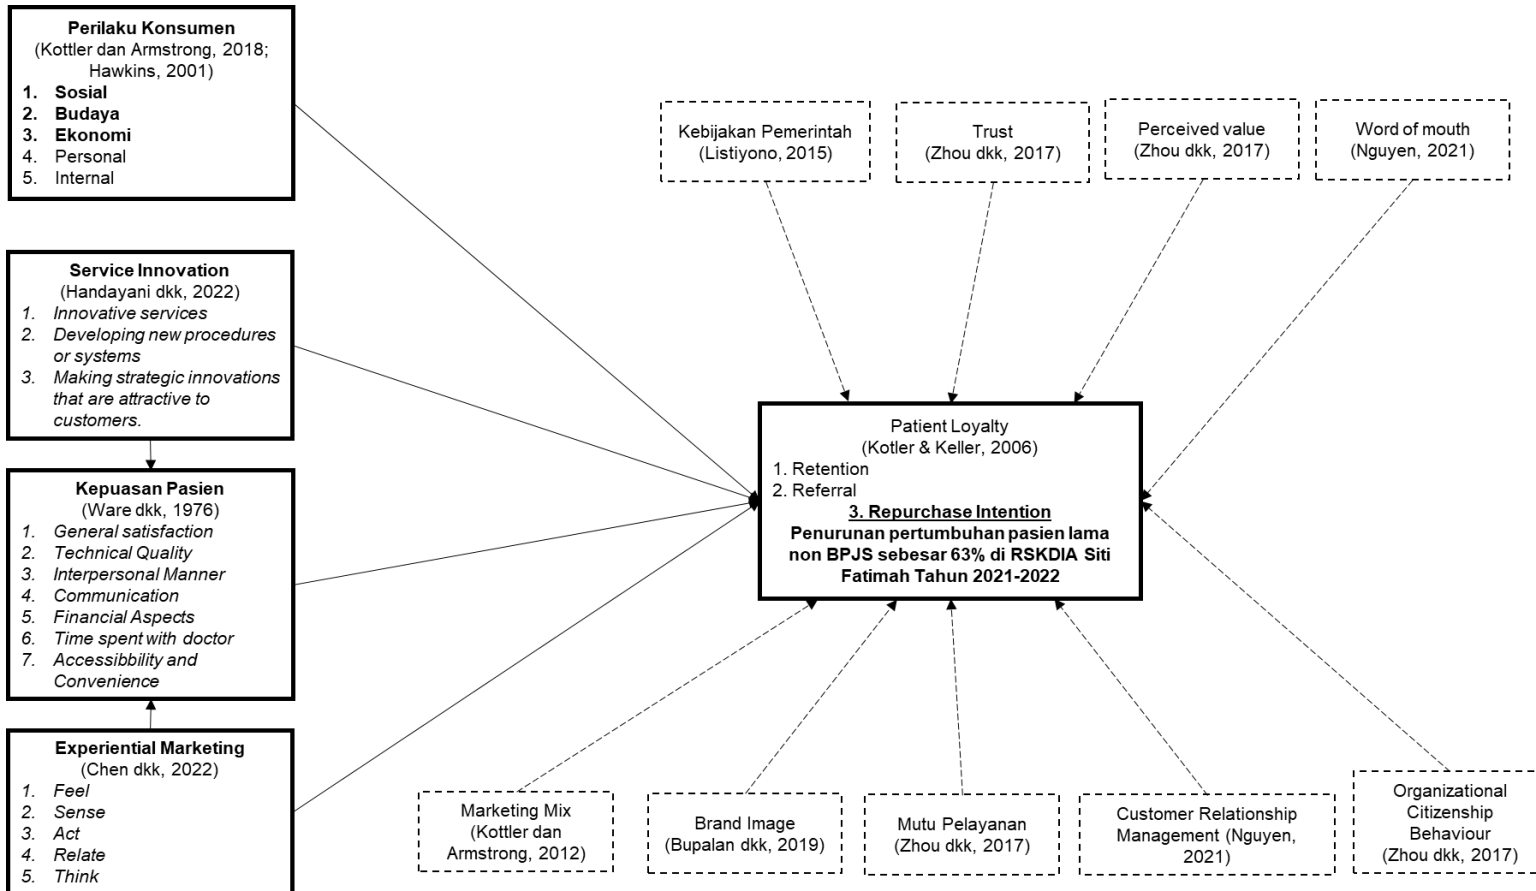 Perilaku Konsumen
(Kottler dan Armstrong, 2018;
Hawkins, 2001)
1. Sosial
2. Budaya
3. Ekonomi
4. Personal
5. Internal
Service Innovation
(Handayani dkk, 2022)
1. Innovative services
2. Developing new procedures
or systems
3. Making strategic innovations
that are attractive to
customers.
Kepuasan Pasien
(Ware dkk, 1976)
1. General satisfaction
2. Technical Quality
3. Interpersonal Manner
4. Communication
5. Financial Aspects
6. Time spent with doctor
7. Accessibbility and
Convenience
Experiential Marketing
(Chen dkk, 2022)
1. Feel
2. Sense
3. Act
4. Relate
5. Think
Kebijakan Pemerintah
(Listiyono, 2015)
Trust
(Zhou dkk, 2017)
Perceived value
(Zhou dkk, 2017)
Word of mouth
(Nguyen, 2021)
Patient Loyalty
(Kotler & Keller, 2006)
1. Retention
2. Referral
3. Repurchase Intention
Penurunan pertumbuhan pasien lama
non BPJS sebesar 63% di RSKDIA Siti
Fatimah Tahun 2021-2022
Marketing Mix
(Kottler dan
Armstrong, 2012)
Brand Image
(Bupalan dkk, 2019)
Mutu Pelayanan
(Zhou dkk, 2017)
Customer Relationship
Management (Nguyen,
2021)
Organizational
Citizenship
Behaviour
(Zhou dkk, 2017)